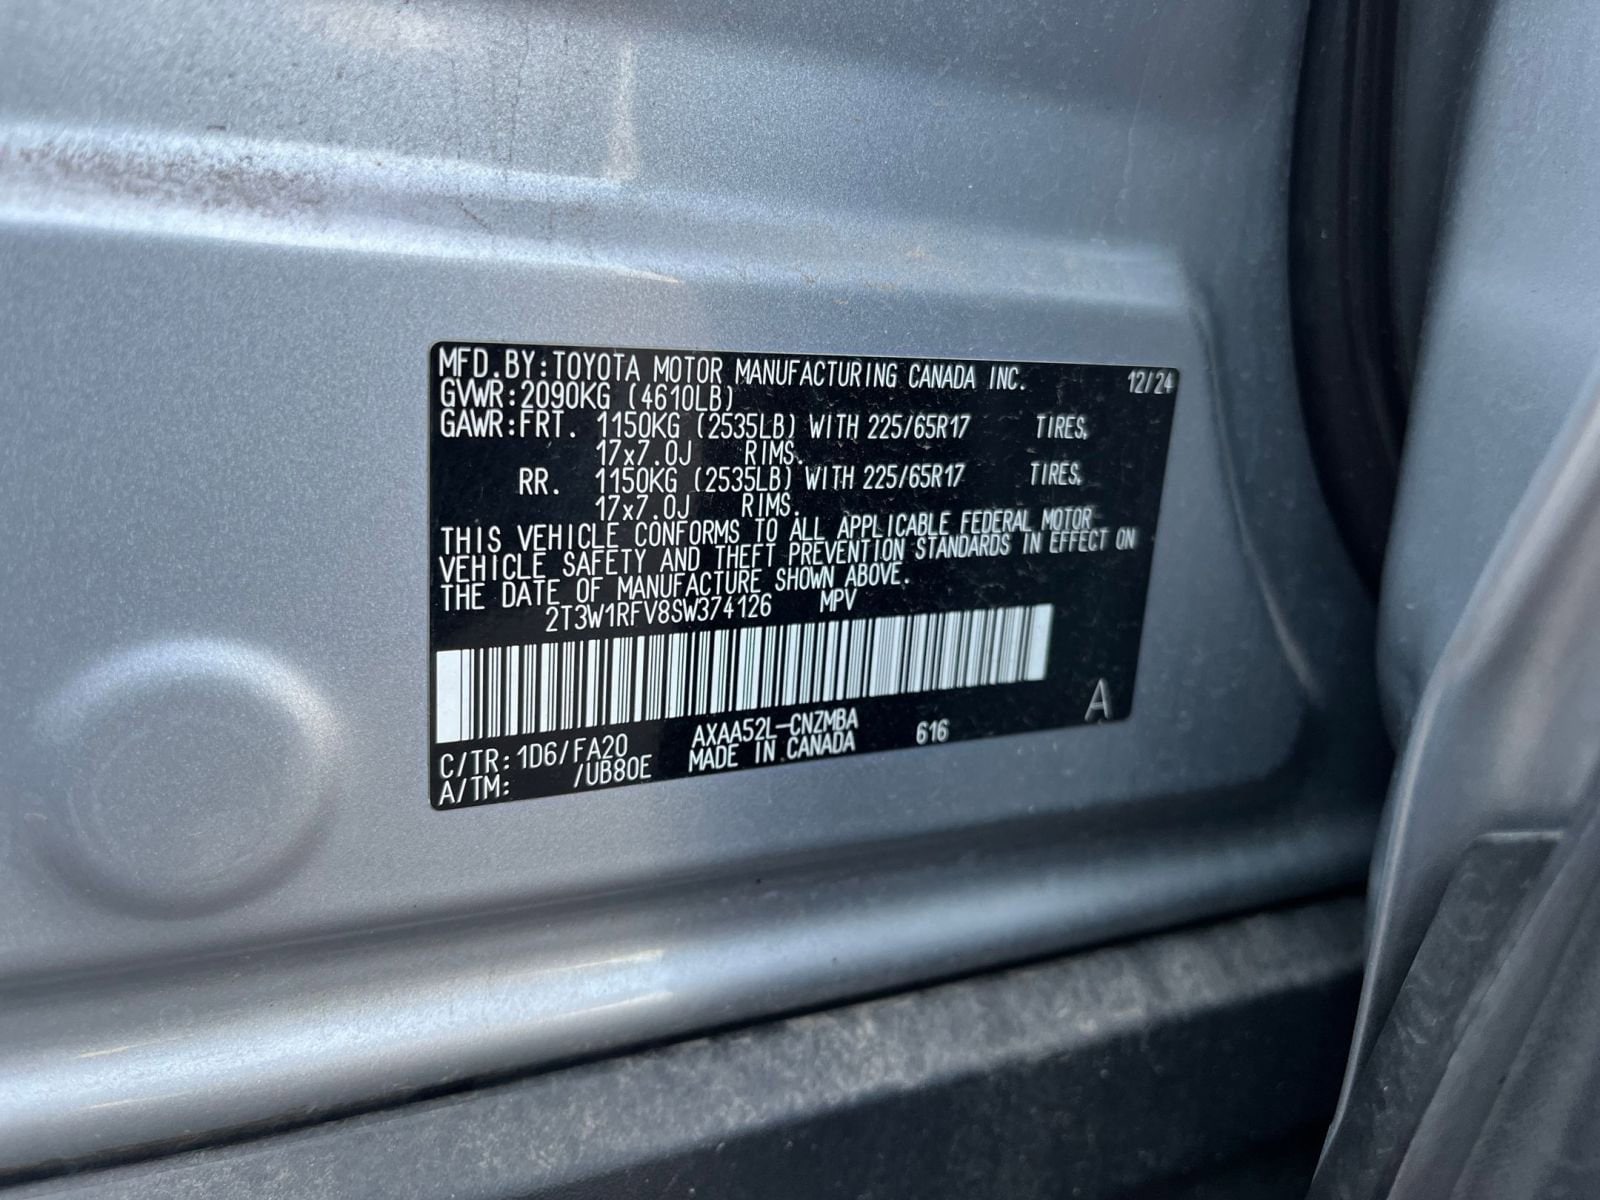 MFD.BY:TOYOTA MOTOR MANUFACTURING CANADA INC. 12/24
GVWR:2090KG (4610LB)
GAWR:FRT. 1150KG (2535LB) WITH 225/65R17 TIRES,
17x7.0J RIMS.
RR. 1150KG (2535LB) WITH 225/65R17 TIRES,
17x7.0J RIMS.
THIS VEHICLE CONFORMS TO ALL APPLICABLE FEDERAL MOTOR
VEHICLE SAFETY AND THEFT PREVENTION STANDARDS IN EFFECT ON
THE DATE OF MANUFACTURE SHOWN ABOVE.
2T3W1RFV8SW374126 MPV
A
C/TR:1D6/FA20 AXAA52L-CNZMBA 616
A/TM: /UB80E MADE IN CANADA